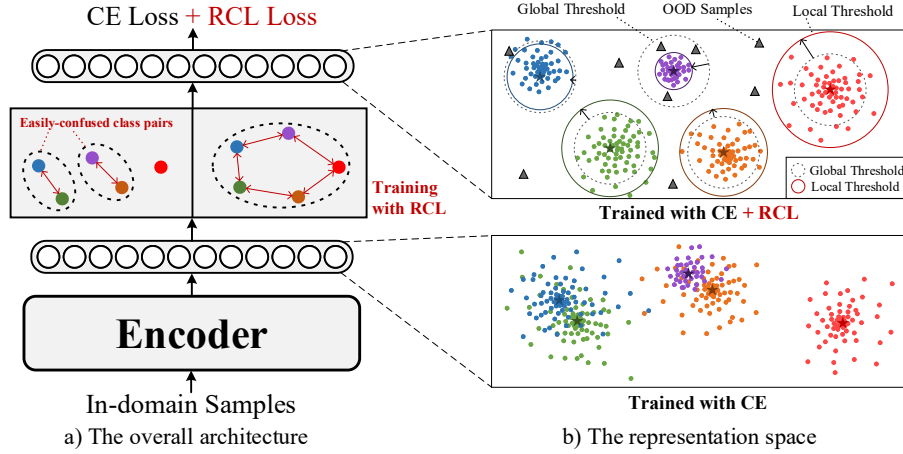 CE Loss + RCL Loss
Easily-confused class pairs
Training
with RCL
Encoder
In-domain Samples
a) The overall architecture
Global Threshold
OOD Samples
Local Threshold
Global Threshold
Local Threshold
Trained with CE + RCL
Trained with CE
b) The representation space